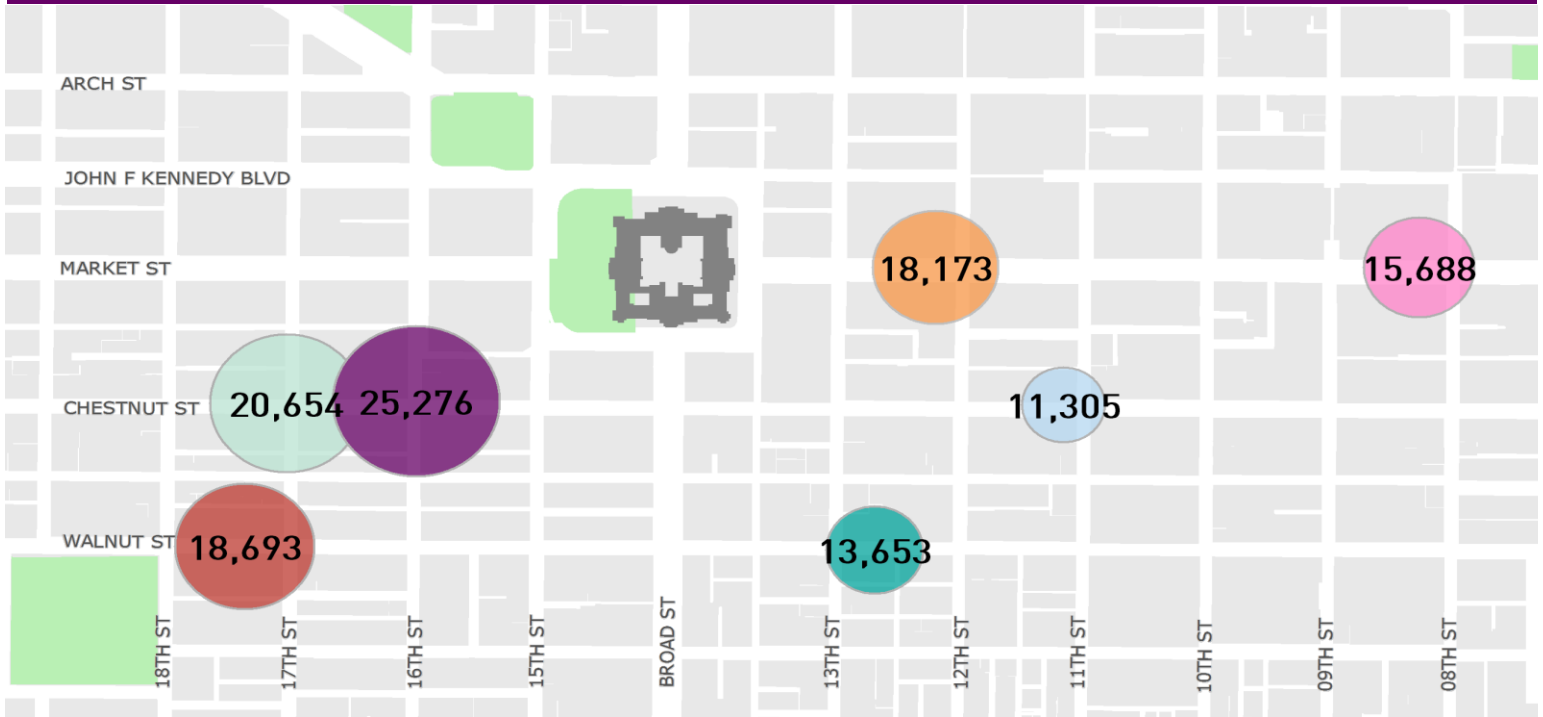 ARCH ST
JOHN F KENNEDY BLVD
MARKET ST
18,173
15,688
CHESTNUT ST
20,654
25,276
11,305
WALNUT ST
18,693
13,653
18TH ST
17TH ST
16TH ST
15TH ST
BROAD ST
13TH ST
12TH ST
11TH ST
10TH ST
09TH ST
08TH ST